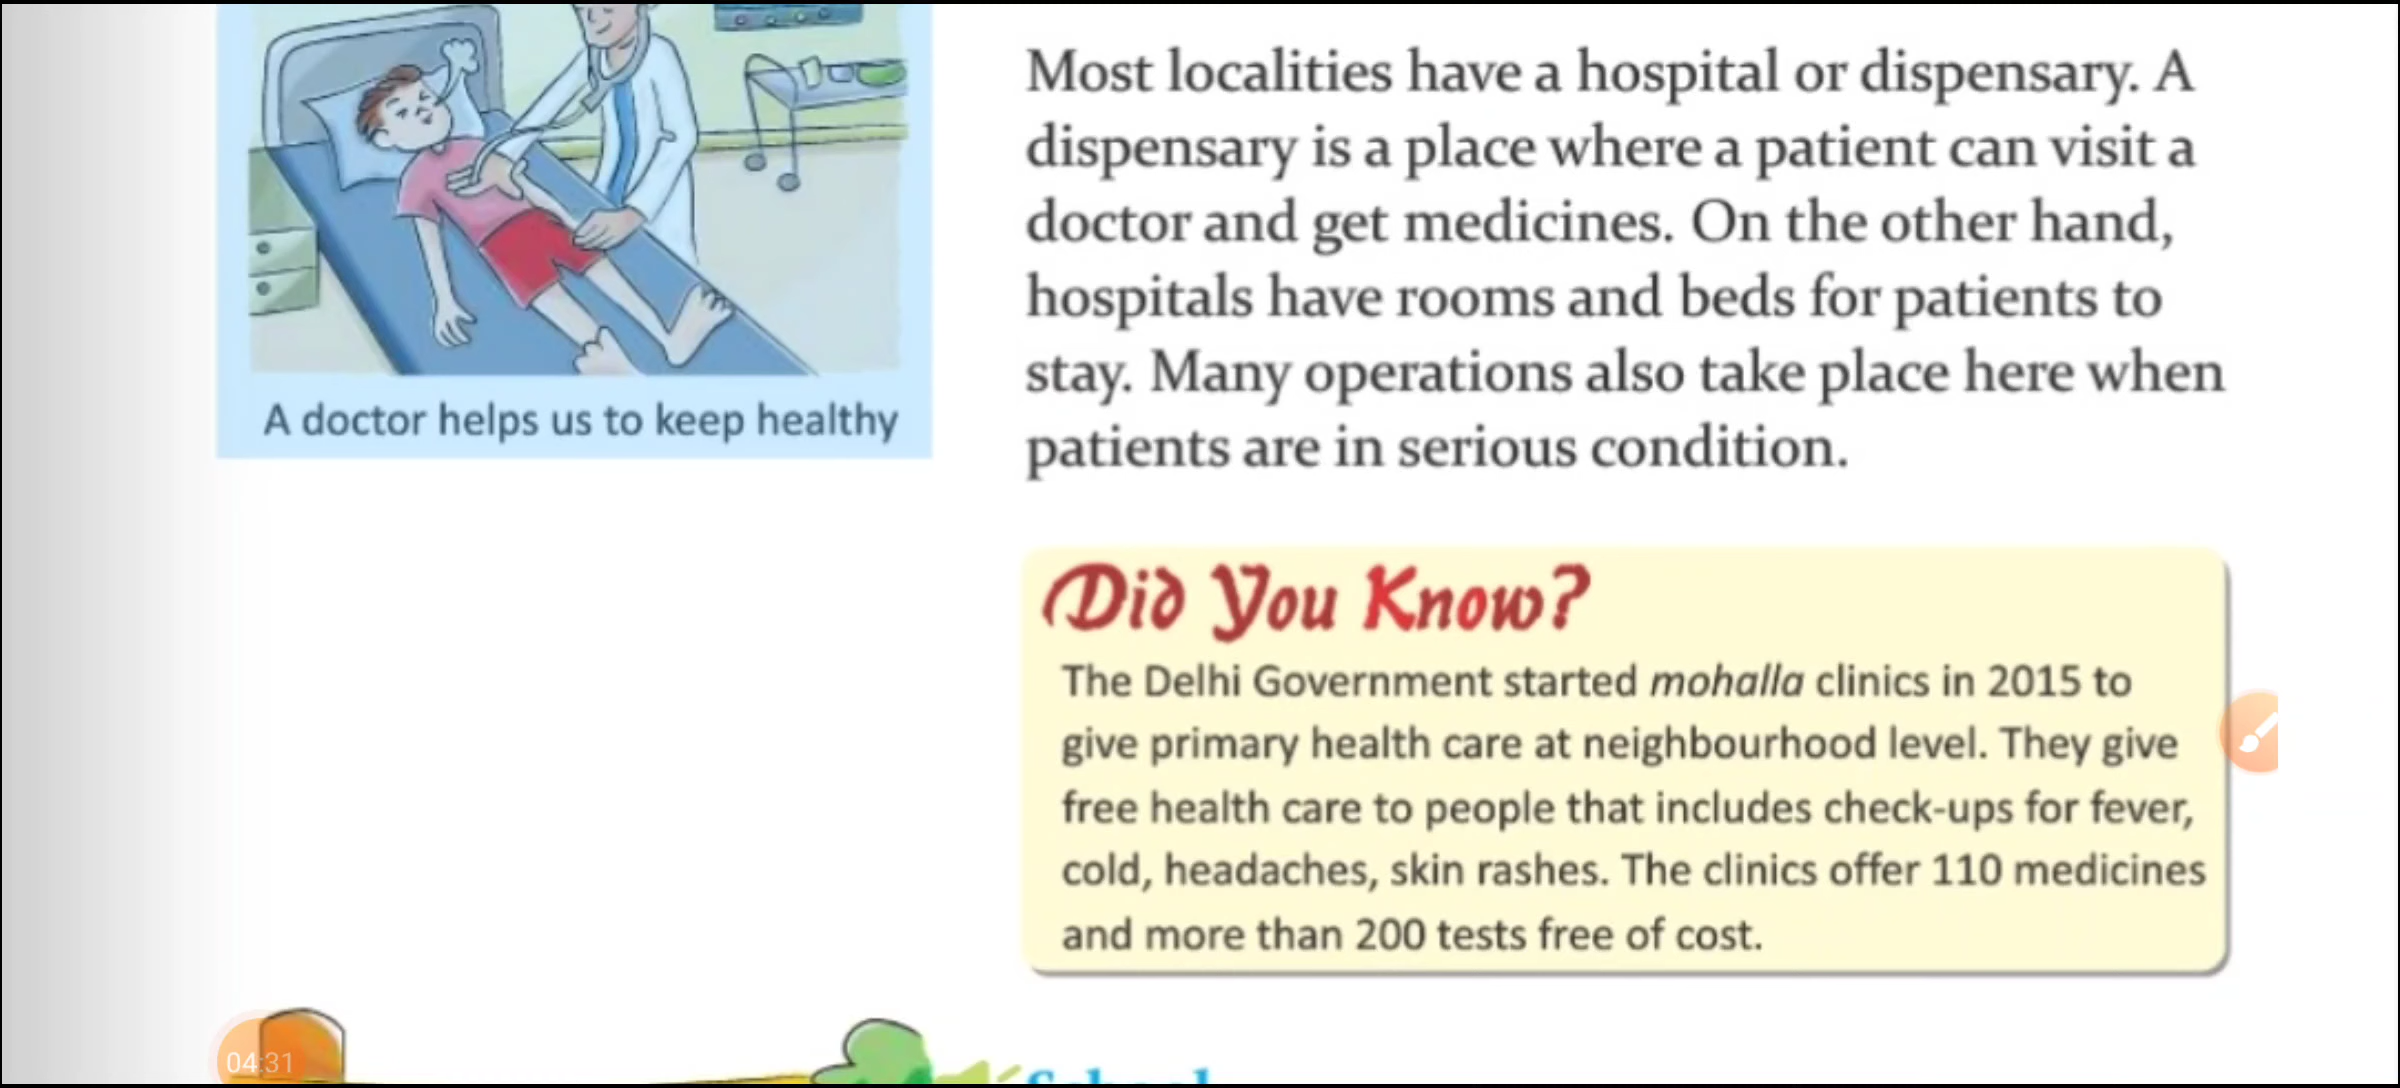 A doctor helps us to keep healthy
Most localities have a hospital or dispensary. A
dispensary is a place where a patient can visit a
doctor and get medicines. On the other hand,
hospitals have rooms and beds for patients to
stay. Many operations also take place here when
patients are in serious condition.
Did You Know?
The Delhi Government started mohalla clinics in 2015 to
give primary health care at neighbourhood level. They give
free health care to people that includes check-ups for fever,
cold, headaches, skin rashes. The clinics offer 110 medicines
and more than 200 tests free of cost.
04:31